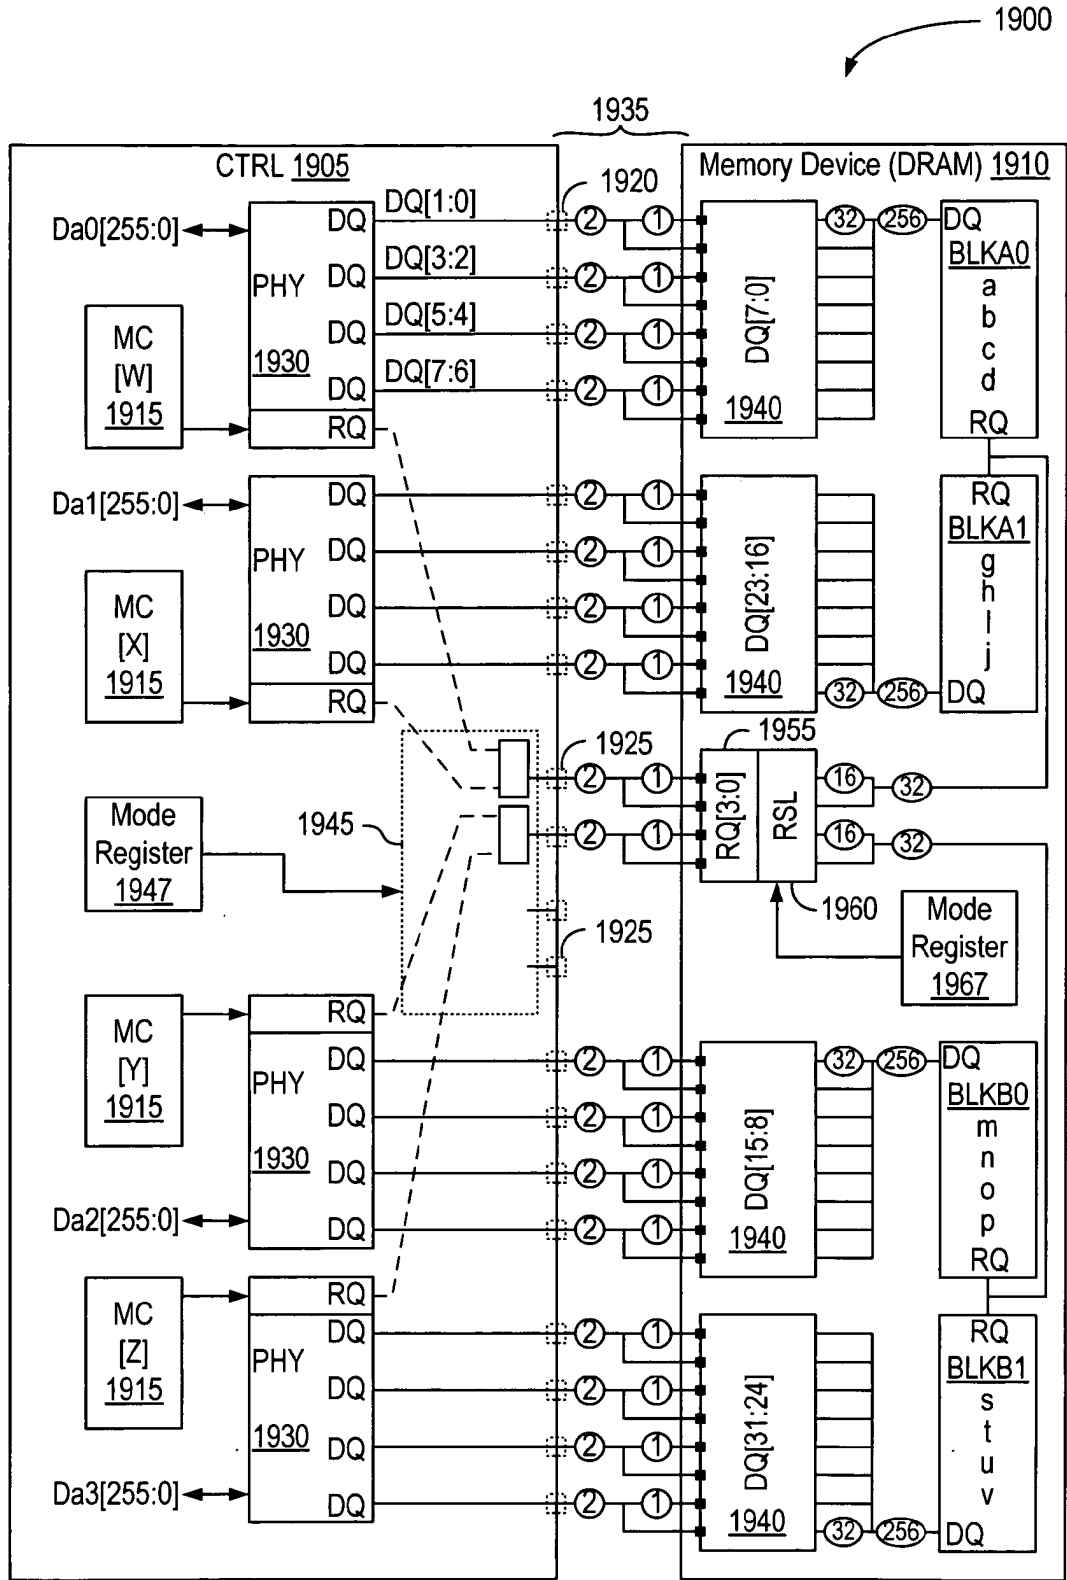 1900
1935
CTRL 1905
1920
Memory Device (DRAM) 1910
Da0[255:0]
PHY
1930
DQ
DQ
DQ
DQ
RQ
DQ[1:0]
DQ[3:2]
DQ[5:4]
DQ[7:6]
MC
[W]
1915
2 1
2 1
2 1
2 1
DQ[7:0]
1940
32 256
DQ
BLKA0
a
b
c
d
RQ
Da1[255:0]
PHY
1930
DQ
DQ
DQ
DQ
RQ
MC
[X]
1915
2 1
2 1
2 1
2 1
DQ[23:16]
1940
32 256
RQ
BLKA1
g
h
I
j
DQ
Mode
Register
1947
1945
1925
2 1
2 1
1925
1955
RQ[3:0]
RSL
1960
16 32
16 32
Mode
Register
1967
MC
[Y]
1915
Da2[255:0]
RQ
PHY
1930
DQ
DQ
DQ
DQ
2 1
2 1
2 1
2 1
DQ[15:8]
1940
32 256
DQ
BLKB0
m
n
o
p
RQ
MC
[Z]
1915
Da3[255:0]
RQ
PHY
1930
DQ
DQ
DQ
DQ
2 1
2 1
2 1
2 1
DQ[31:24]
1940
32 256
RQ
BLKB1
s
t
u
v
DQ